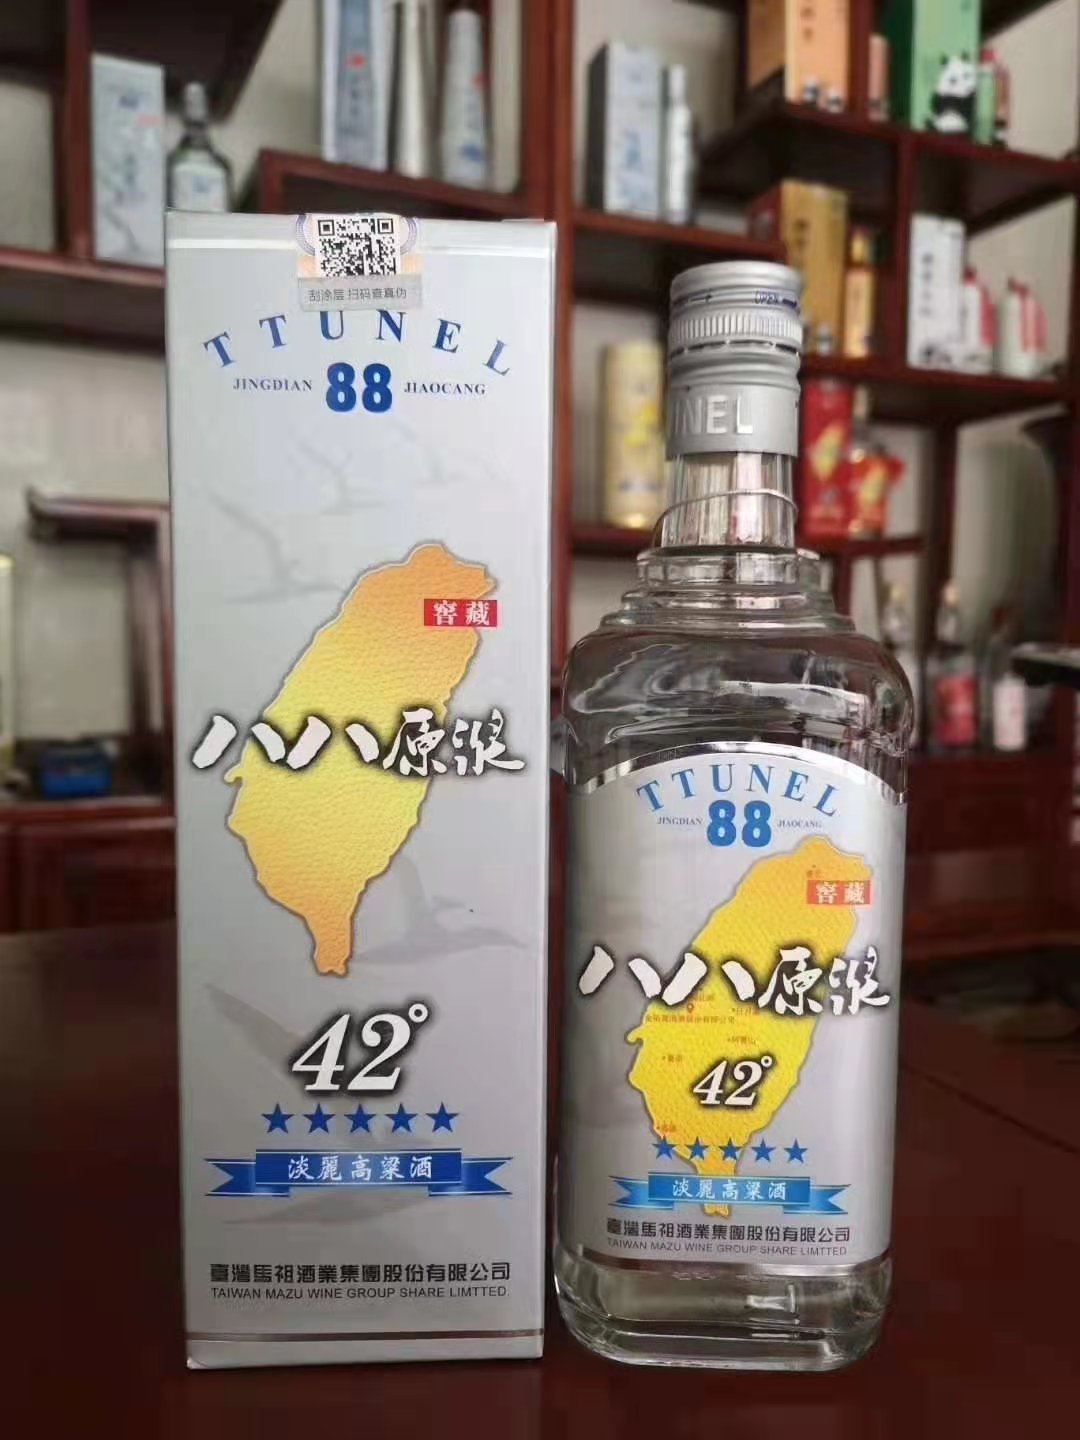 刮涂层 扫码查真伪
TTUNEL
JINGDIAN 88 JIAOCANG
窖藏
八八原漿
42°
淡麗高粱酒
臺灣馬祖酒業集團股份有限公司
TAIWAN MAZU WINE GROUP SHARE LIMTTED.
OPEN
UNEL
TTUNEL
JINGDIAN 88 JIAOCANG
窖藏
八八原漿
42°
淡麗高粱酒
臺灣馬祖酒業集團股份有限公司
TAIWAN MAZU WINE GROUP SHARE LIMTTED